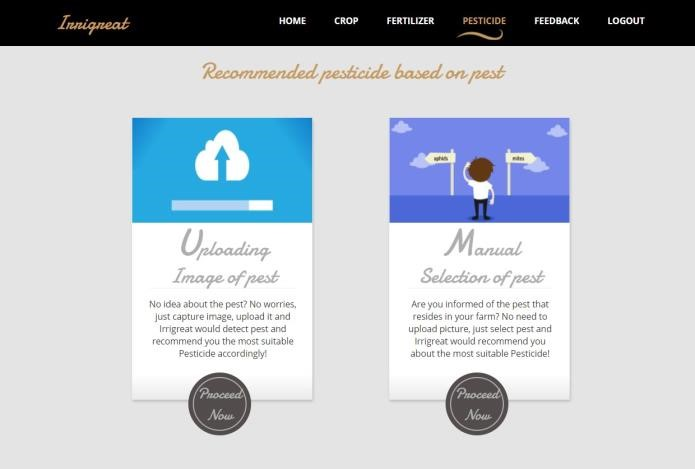 Irrigreat
HOME CROP FERTILIZER PESTICIDE FEEDBACK LOGOUT
Recommended pesticide based on pest
Uploading
Image of pest
No idea about the pest? No worries,
just capture image, upload it and
Irrigreat would detect pest and
recommend you the most suitable
Pesticide accordingly!
Proceed
Now
aphids
mites
Manual
Selection of pest
Are you informed of the pest that
resides in your farm? No need to
upload picture, just select pest and
Irrigreat would recommend you
about the most suitable Pesticide!
Proceed
Now